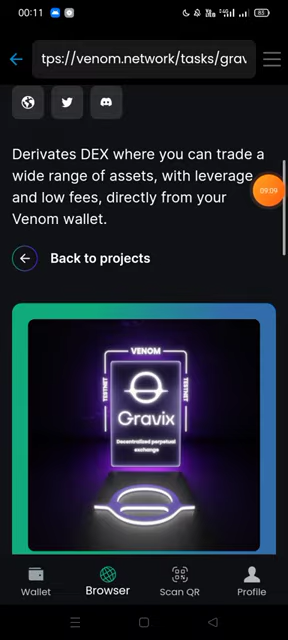 00:11
83
tps://venom.network/tasks/grav
Derivates DEX where you can trade a
wide range of assets, with leverage
and low fees, directly from your
Venom wallet.
09:09
Back to projects
VENOM
TESTNET
TESTNET
Gravix
Decentralized perpetual
exchange
Wallet
Browser
Scan QR
Profile